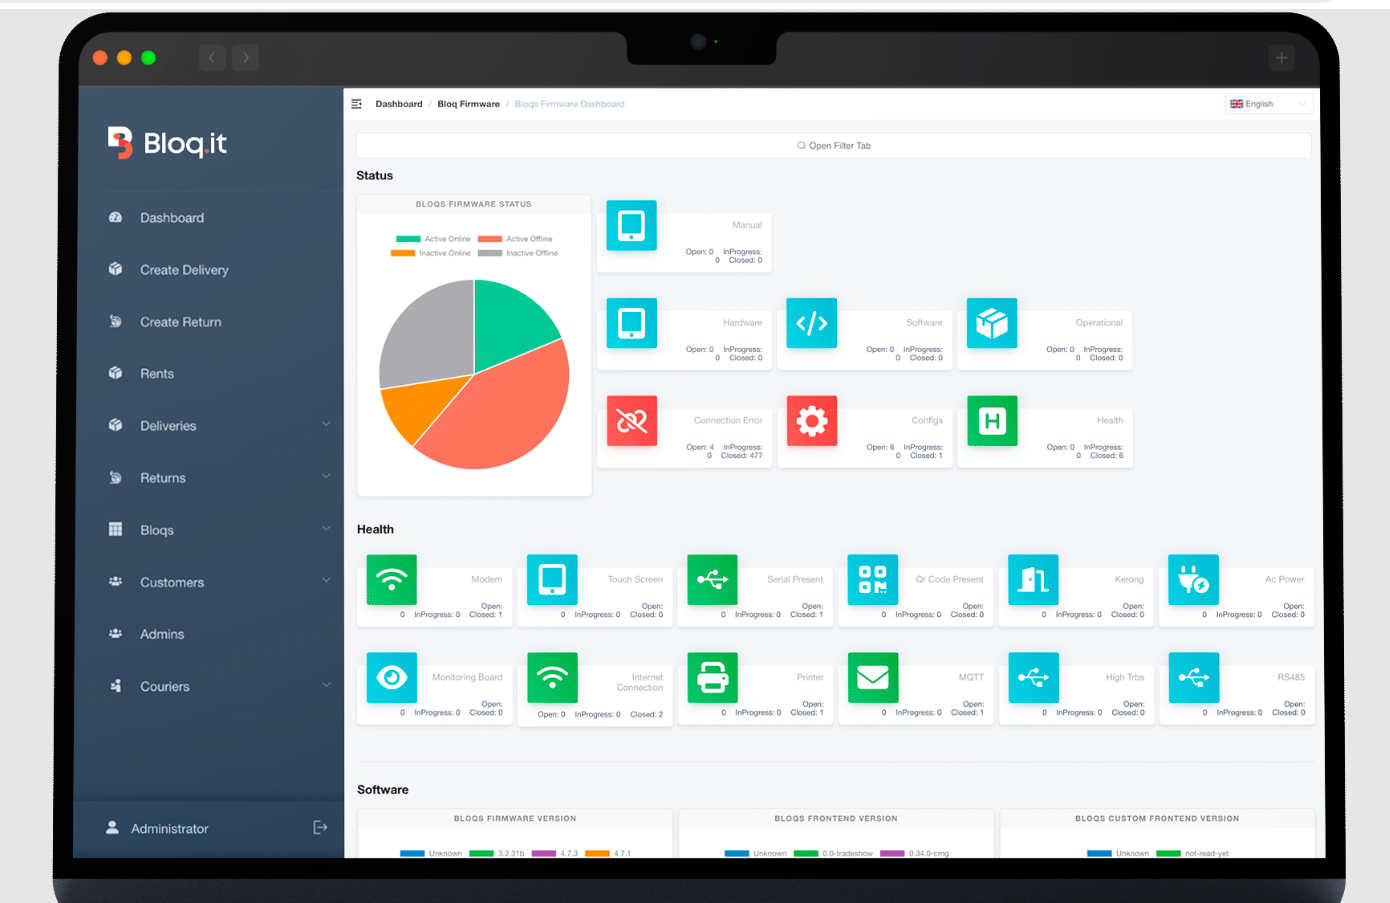 Dashboard / Bloq Firmware / Bloqs Firmware Dashboard
English
Bloq.it
Dashboard
Create Delivery
Create Return
Rents
Deliveries
Returns
Bloqs
Customers
Admins
Couriers
Administrator
Open Filter Tab
Status
BLOQS FIRMWARE STATUS
Active Online Active Offline
Inactive Online Inactive Offline
Manual
Open: 0 InProgress:
0 Closed: 0
Hardware
Open: 0 InProgress:
0 Closed: 0
Software
Open: 0 InProgress:
0 Closed: 0
Operational
Open: 0 InProgress:
0 Closed: 0
Connection Error
Open: 4 InProgress:
0 Closed: 477
Configs
Open: 6 InProgress:
0 Closed: 1
H
Health
Open: 0 InProgress:
0 Closed: 6
Health
Modem
Open:
0 InProgress: 0 Closed: 1
Touch Screen
Open:
0 InProgress: 0 Closed: 0
Serial Present
Open:
0 InProgress: 0 Closed: 1
Qr Code Present
Open:
0 InProgress: 0 Closed: 0
Kerong
Open:
0 InProgress: 0 Closed: 0
Ac Power
Open:
0 InProgress: 0 Closed: 0
Monitoring Board
Open:
0 InProgress: 0 Closed: 0
Internet
Connection
Open: 0 InProgress: 0 Closed: 2
Printer
Open:
0 InProgress: 0 Closed: 1
MQTT
Open:
0 InProgress: 0 Closed: 1
High Trbs
Open:
0 InProgress: 0 Closed: 0
RS485
Open:
0 InProgress: 0 Closed: 0
Software
BLOQS FIRMWARE VERSION
Unknown 3.2.31b 4.7.3 4.7.1
BLOQS FRONTEND VERSION
Unknown 0.0-tradeshow 0.34.0-cmg
BLOQS CUSTOM FRONTEND VERSION
Unknown not-read-yet